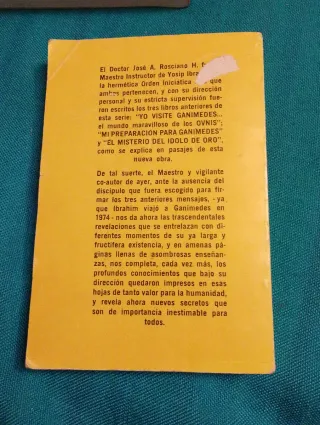 El Doctor José A. Rosciano H.
Maestro Instructor de Yosip
la hermética Orden Iniciática que
ambos pertenecen, y con su dirección
personal y su estricta supervisión fue-
ron escritos los tres libros anteriores de
esta serie: "YO VISITE GANIMEDES...
el mundo maravilloso de los OVNIS";
"MI PREPARACION PARA GANIMEDES" y
"EL MISTERIO DEL IDOLO DE ORO",
como se explica en pasajes de esta
nueva obra.
De tal suerte, el Maestro y vigilante
co-autor de ayer, ante la ausencia del
discípulo que fuera escogido para fir-
mar los tres anteriores mensajes, - ya
que Ibrahim viajó a Ganimedes en
1974 - nos da ahora las trascendentales
revelaciones que se entrelazan con di-
ferentes momentos de su ya larga y
fructífera existencia, y en amenas pá-
ginas llenas de asombrosas enseñan-
zas, nos completa, cada vez más, los
profundos conocimientos que bajo su
dirección quedaron impresos en esas
hojas de tanto valor para la humanidad,
y revela ahora nuevos secretos que
son de importancia inestimable para
todos.